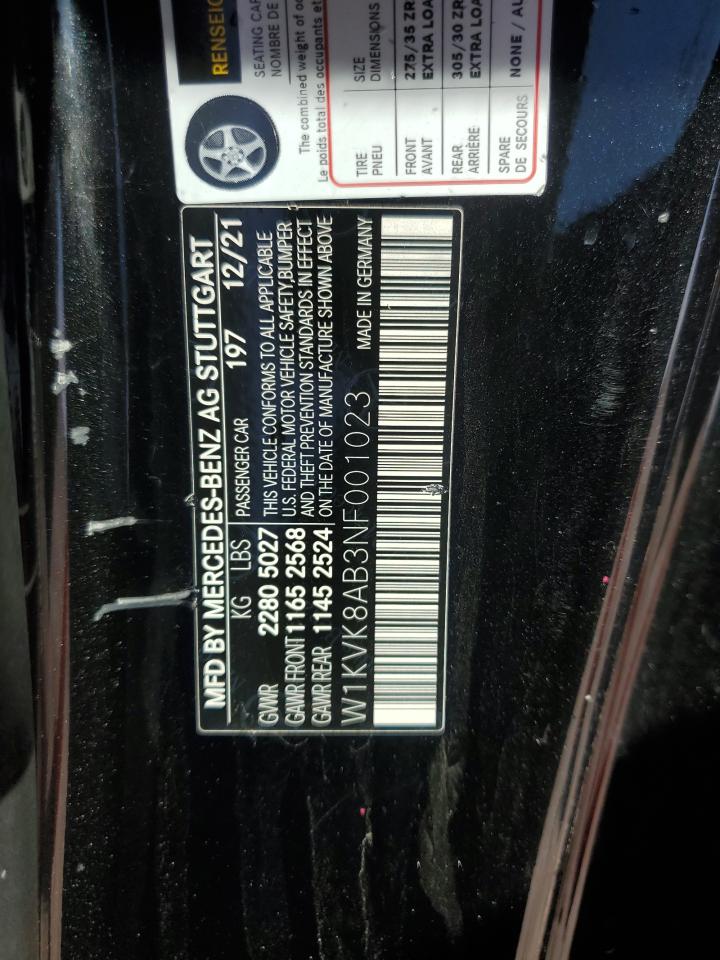 RENSEIG
SEATING CAP
NOMBRE DE
The combined weight of oc
Le poids total des occupants et
TIRE SIZE
PNEU DIMENSIONS
FRONT 275/35 ZR
AVANT EXTRA LOA
REAR 305/30 ZR
ARRIÈRE EXTRA LOA
SPARE NONE / AU
DE SECOURS
MFD BY MERCEDES-BENZ AG STUTTGART
KG LBS PASSENGER CAR 197 12/21
GVWR 2280 5027
GAWR FRONT 1165 2568
GAWR REAR 1145 2524
THIS VEHICLE CONFORMS TO ALL APPLICABLE
U.S. FEDERAL MOTOR VEHICLE SAFETY, BUMPER
AND THEFT PREVENTION STANDARDS IN EFFECT
ON THE DATE OF MANUFACTURE SHOWN ABOVE
W1KVK8AB3NF001023 MADE IN GERMANY